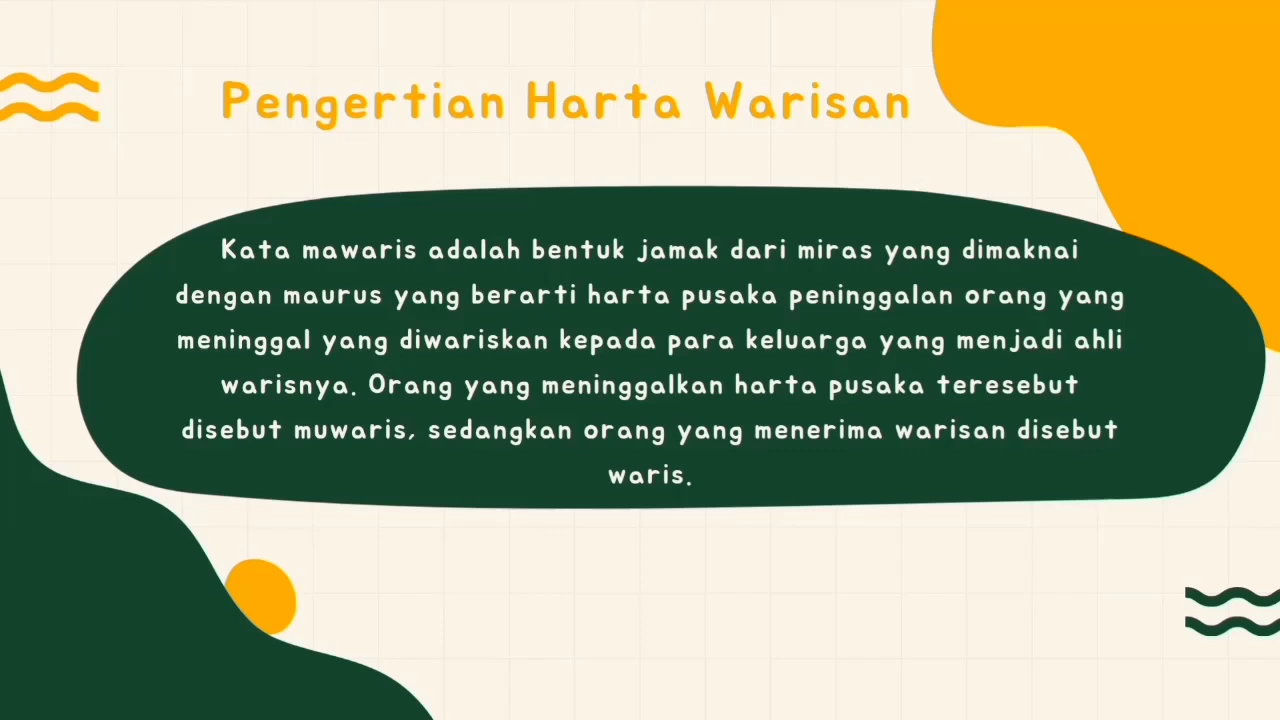 Pengertian Harta Warisan
Kata mawaris adalah bentuk jamak dari miras yang dimaknai
dengan maurus yang berarti harta pusaka peninggalan orang yang
meninggal yang diwariskan kepada para keluarga yang menjadi ahli
warisnya. Orang yang meninggalkan harta pusaka teresebut
disebut muwaris, sedangkan orang yang menerima warisan disebut
waris.